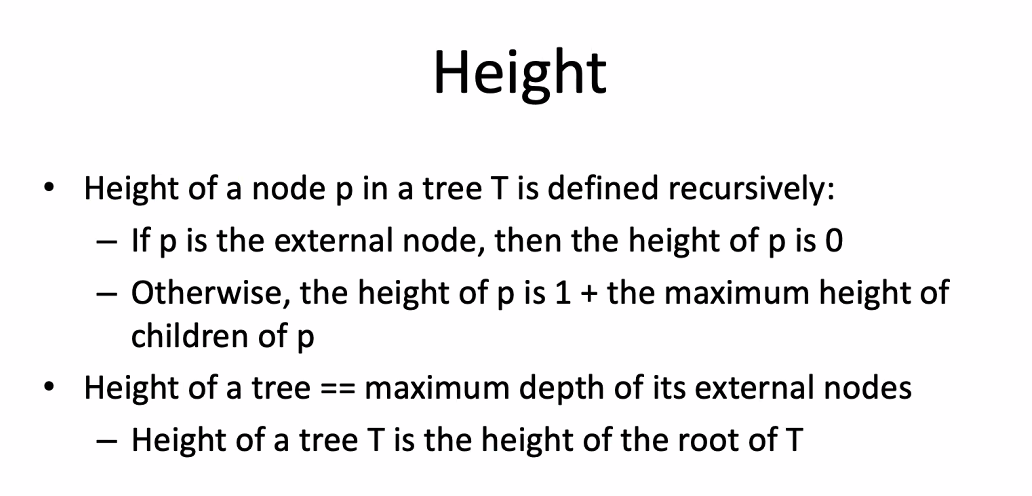 Height
• Height of a node p in a tree T is defined recursively:
– If p is the external node, then the height of p is 0
– Otherwise, the height of p is 1 + the maximum height of
children of p
• Height of a tree == maximum depth of its external nodes
– Height of a tree T is the height of the root of T